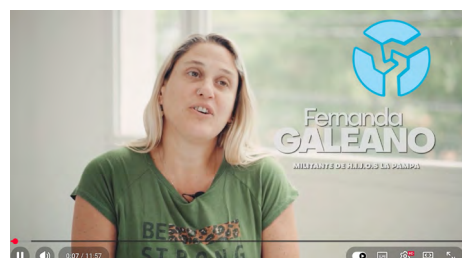 Fernanda
GALEANO
MILITANTE DE H.I.J.O.S LA PAMPA
BE
STRONG
0:07 / 11:57